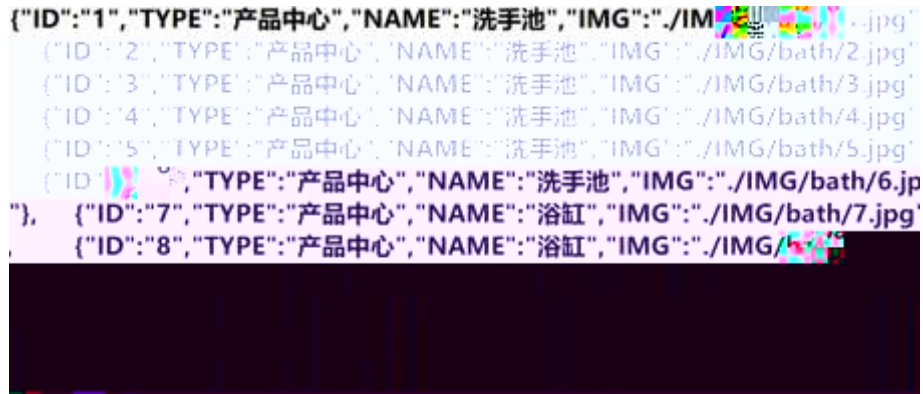 {"ID":"1","TYPE":"产品中心","NAME":"洗手池","IMG":"./IM .jpg"
{"ID":"2","TYPE":"产品中心","NAME":"洗手池","IMG":"./IMG/bath/2.jpg"
{"ID":"3","TYPE":"产品中心","NAME":"洗手池","IMG":"./IMG/bath/3.jpg"
{"ID":"4","TYPE":"产品中心","NAME":"洗手池","IMG":"./IMG/bath/4.jpg"
{"ID":"5","TYPE":"产品中心","NAME":"洗手池","IMG":"./IMG/bath/5.jpg"
{"ID ","TYPE":"产品中心","NAME":"洗手池","IMG":"./IMG/bath/6.jp
"}, {"ID":"7","TYPE":"产品中心","NAME":"浴缸","IMG":"./IMG/bath/7.jpg"
, {"ID":"8","TYPE":"产品中心","NAME":"浴缸","IMG":"./IMG/